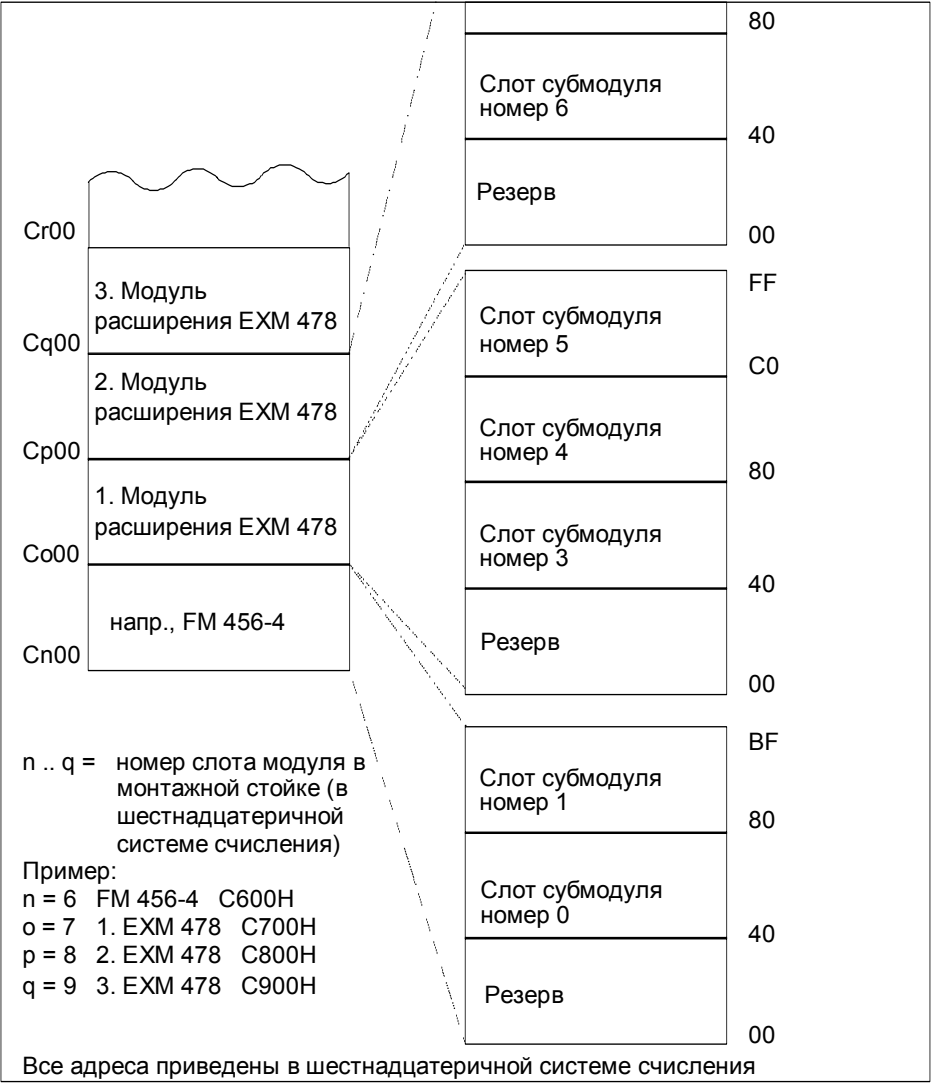 80
Слот субмодуля
номер 6
40
Резерв
00
Cr00
3. Модуль
расширения EXM 478
Cq00
2. Модуль
расширения EXM 478
Cp00
1. Модуль
расширения EXM 478
Co00
напр., FM 456-4
Cn00
FF
Слот субмодуля
номер 5
C0
Слот субмодуля
номер 4
80
Слот субмодуля
номер 3
40
Резерв
00
BF
Слот субмодуля
номер 1
80
Слот субмодуля
номер 0
40
Резерв
00
n .. q = номер слота модуля в
монтажной стойке (в
шестнадцатеричной
системе счисления)
Пример:
n = 6 FM 456-4 C600H
o = 7 1. EXM 478 C700H
p = 8 2. EXM 478 C800H
q = 9 3. EXM 478 C900H
Все адреса приведены в шестнадцатеричной системе счисления